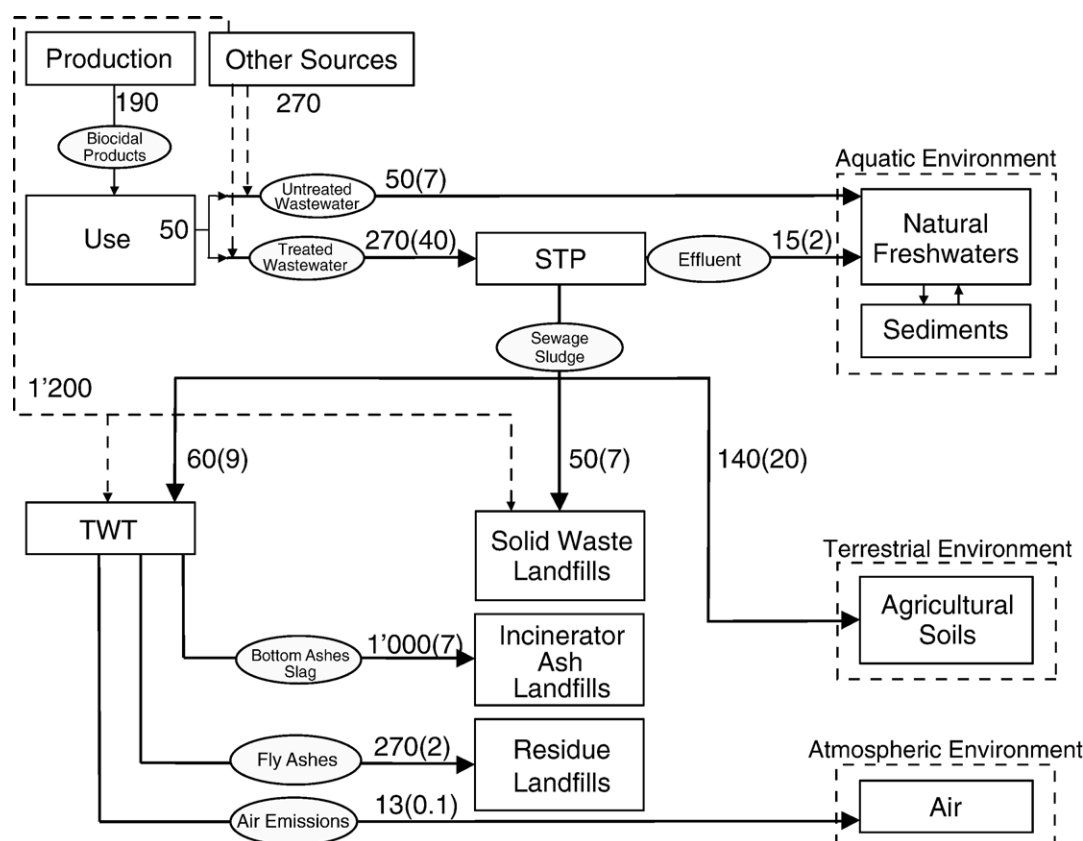 Production
Other Sources
190
270
Biocidal
Products
Aquatic Environment
Untreated
Wastewater
50(7)
Use
50
Natural
Freshwaters
Treated
Wastewater
270(40)
STP
Effluent
15(2)
Sediments
Sewage
Sludge
1’200
60(9)
50(7)
140(20)
TWT
Solid Waste
Landfills
Terrestrial Environment
Agricultural
Soils
Bottom Ashes
Slag
1’000(7)
Incinerator
Ash
Landfills
Fly Ashes
270(2)
Residue
Landfills
Atmospheric Environment
Air Emissions
13(0.1)
Air